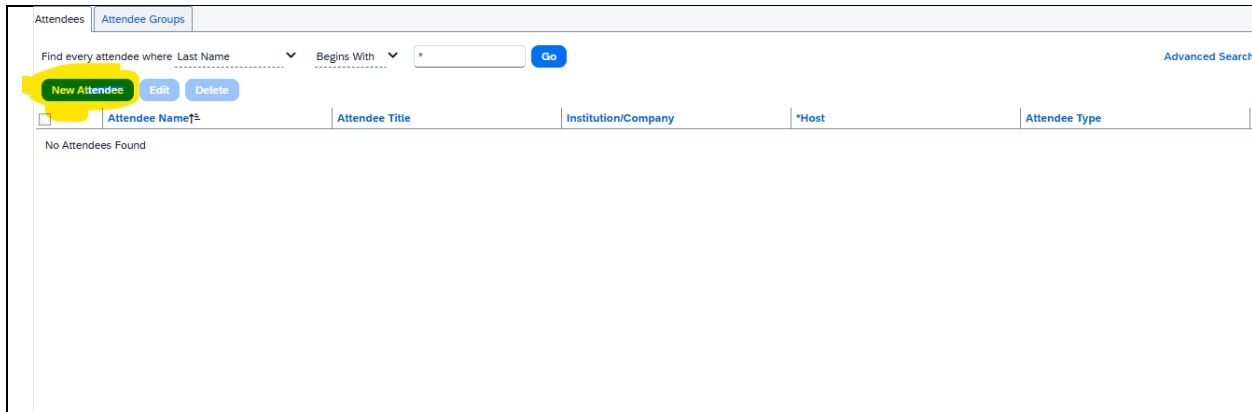 Attendees Attendee Groups
Find every attendee where Last Name Begins With * Go Advanced Search
New Attendee Edit Delete
Attendee Name Attendee Title Institution/Company *Host Attendee Type
No Attendees Found